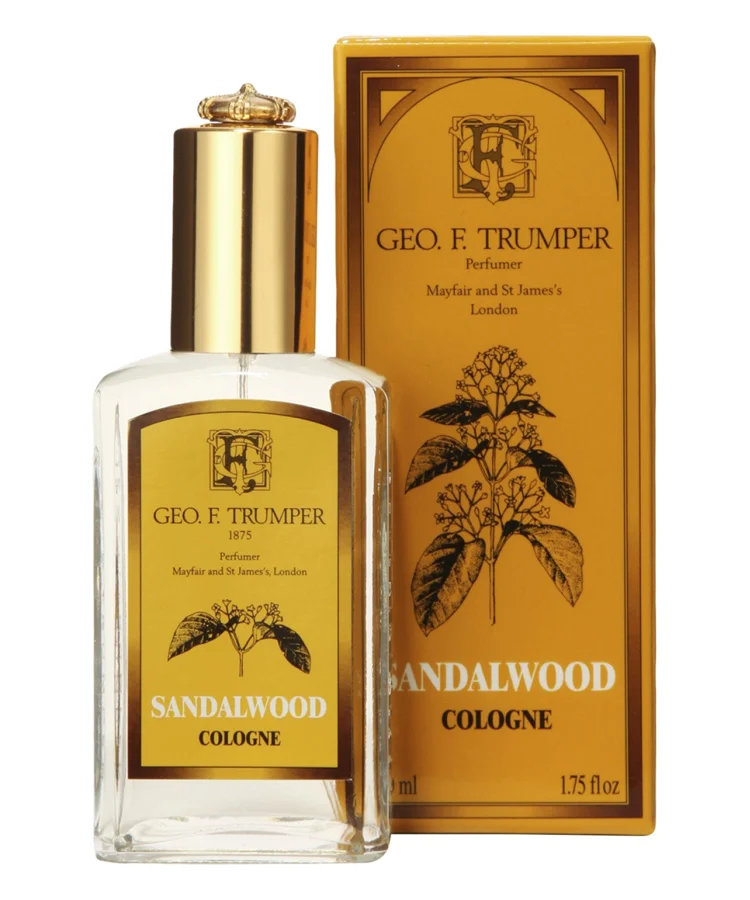 GEO. F. TRUMPER
1875
Perfumer
Mayfair and St James's, London
SANDALWOOD
COLOGNE
GEO. F. TRUMPER
Perfumer
Mayfair and St James's
London
SANDALWOOD
COLOGNE
ml
1.75 fl oz